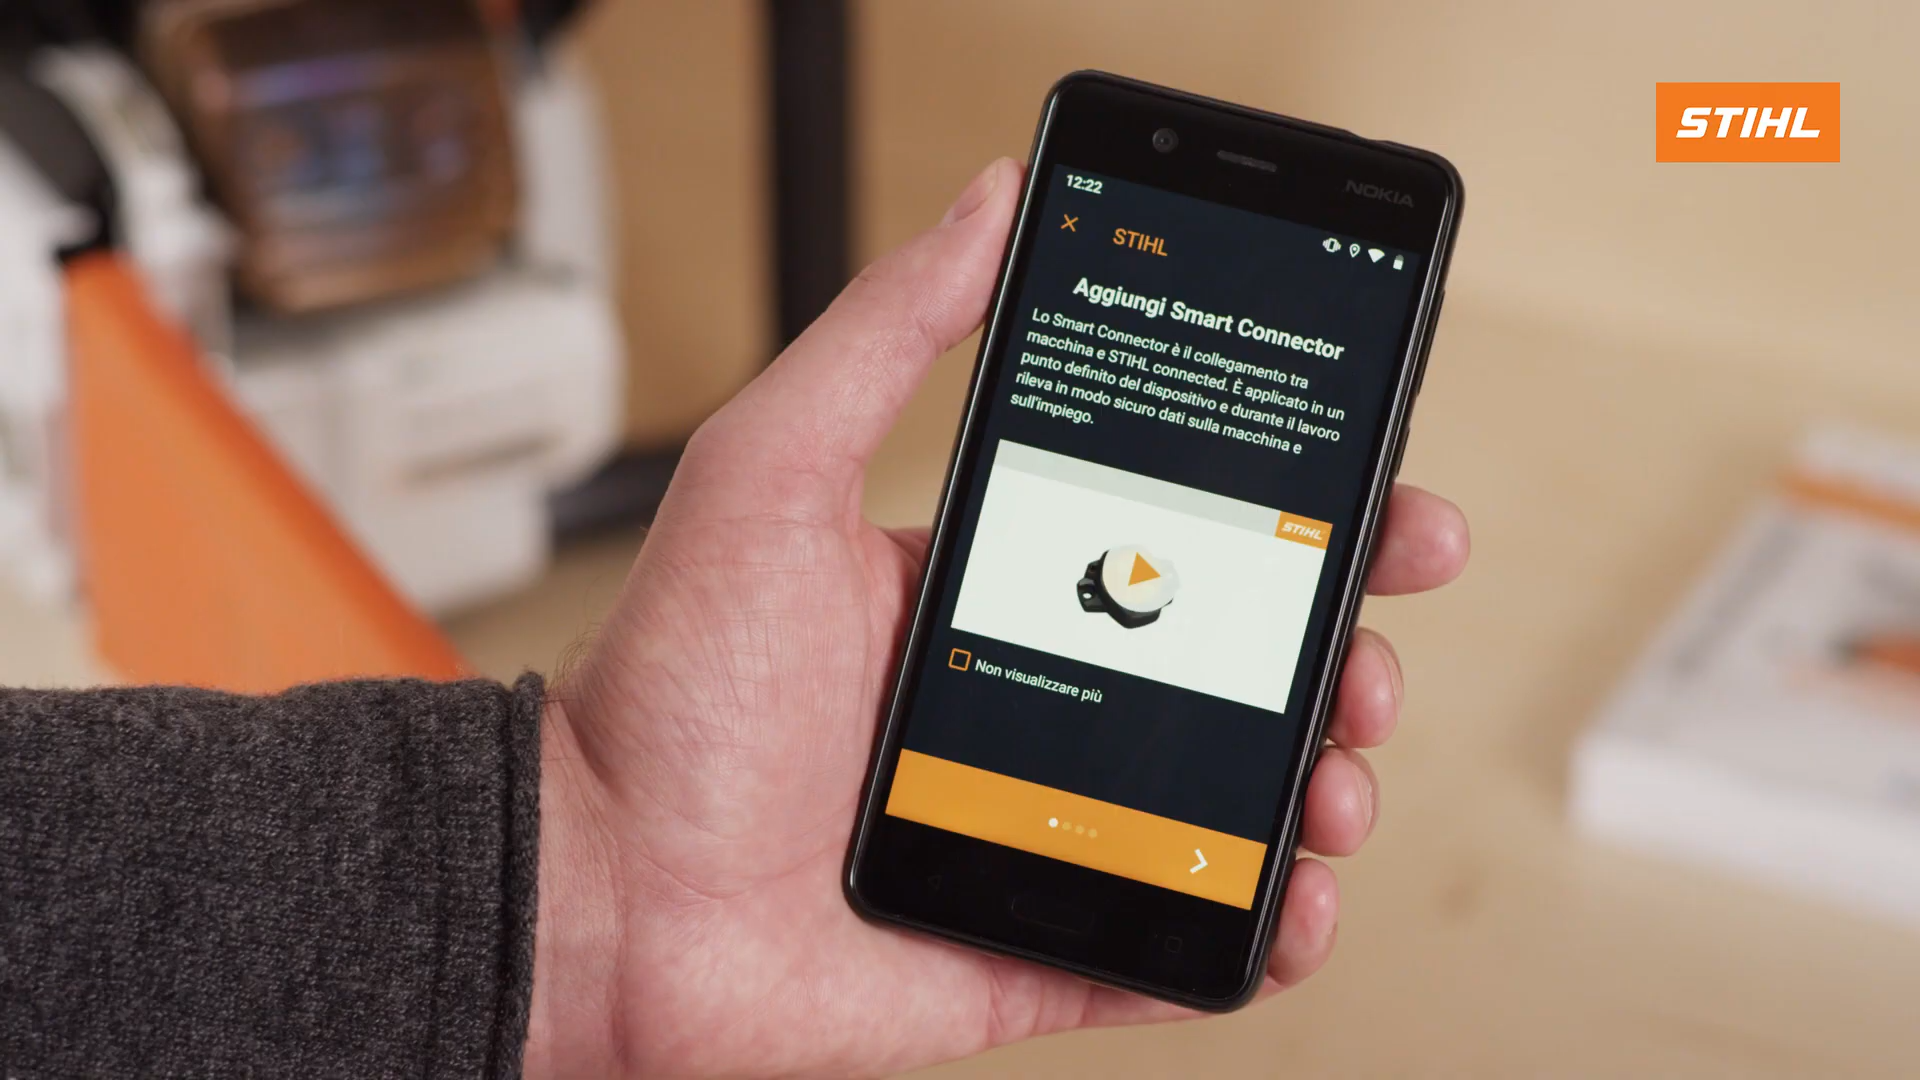 STIHL
NOKIA
12:22
STIHL
Aggiungi Smart Connector
Lo Smart Connector è il collegamento tra
macchina e STIHL connected. È applicato in un
punto definito del dispositivo e durante il lavoro
rileva in modo sicuro dati sulla macchina e
sull'impiego.
STIHL
Non visualizzare più